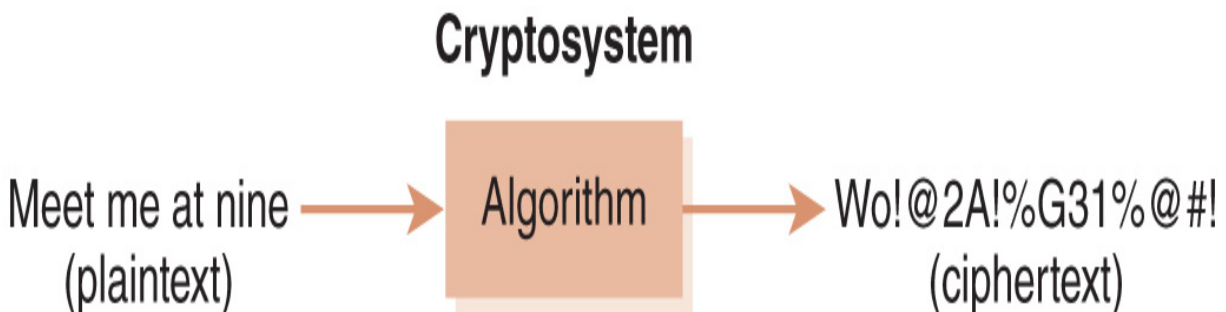 Cryptosystem
Meet me at nine
(plaintext)
Algorithm
Wo!@2A!%G31%@#!
(ciphertext)